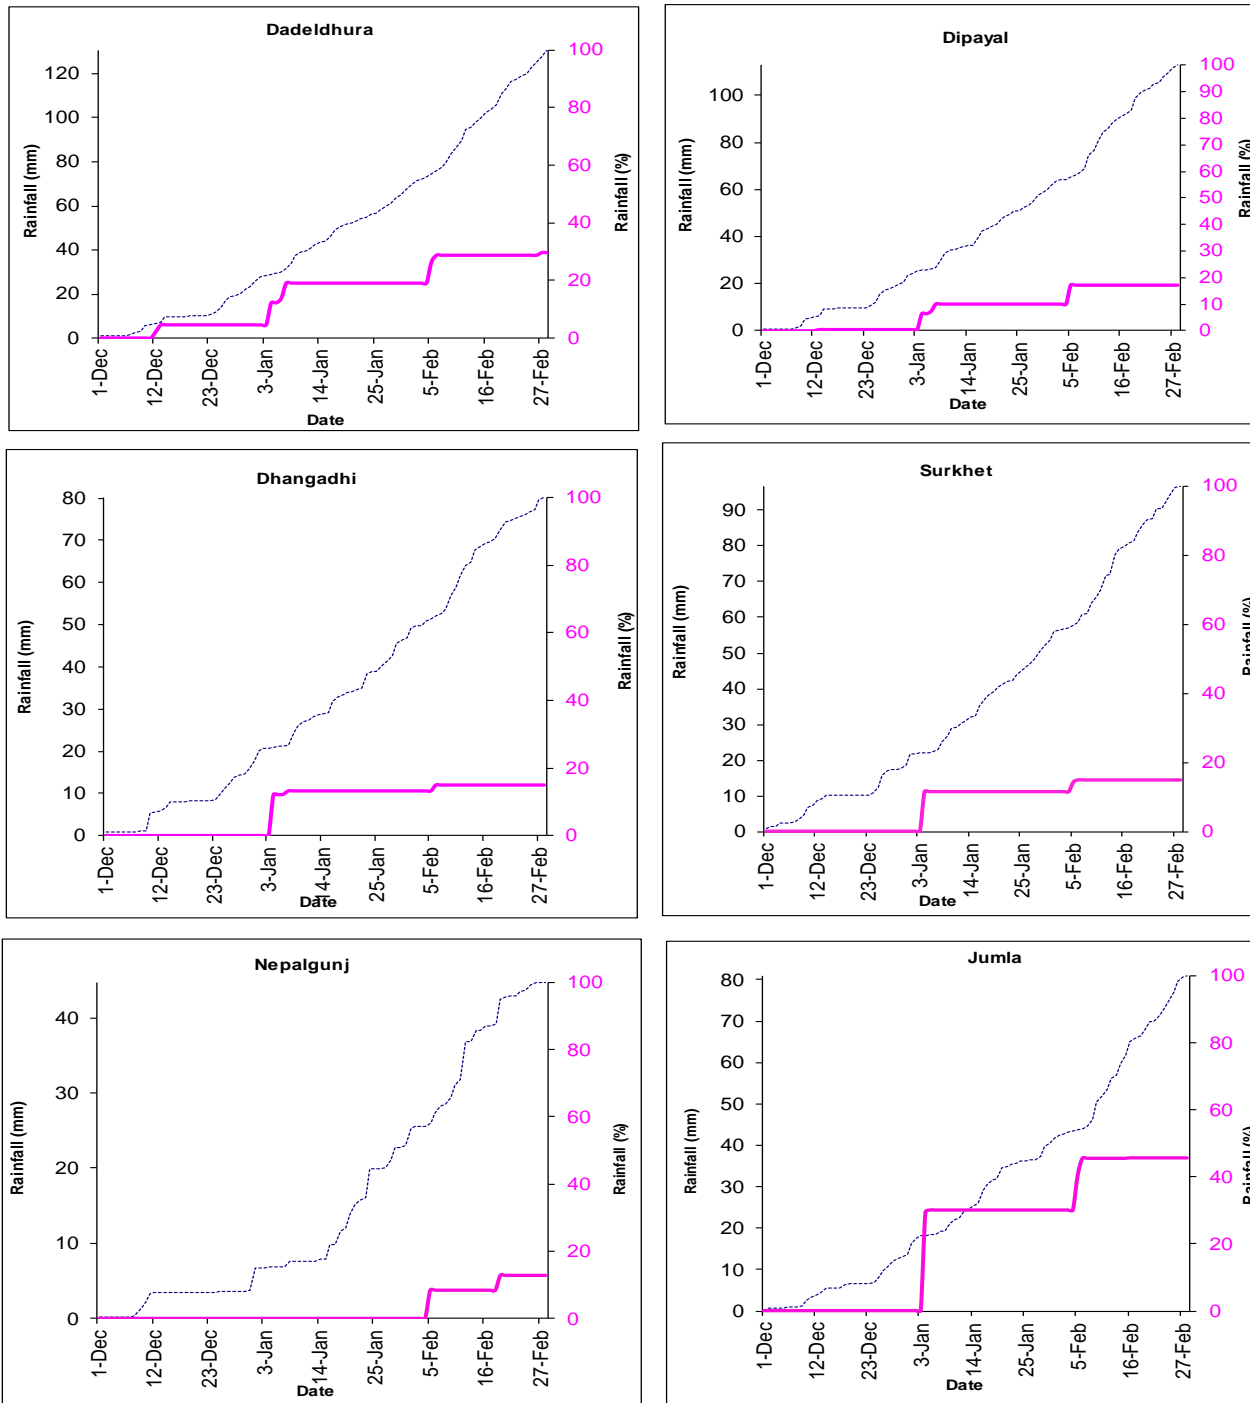 Dadeldhura
120
100
80
60
40
20
0
100
80
60
40
20
0
Rainfall (mm)
Rainfall (%)
1-Dec
12-Dec
23-Dec
3-Jan
14-Jan
25-Jan
5-Feb
16-Feb
27-Feb
Date
Dipayal
100
80
60
40
20
0
100
90
80
70
60
50
40
30
20
10
0
Rainfall (mm)
Rainfall (%)
1-Dec
12-Dec
23-Dec
3-Jan
14-Jan
25-Jan
5-Feb
16-Feb
27-Feb
Date
Dhangadhi
80
70
60
50
40
30
20
10
0
100
80
60
40
20
0
Rainfall (mm)
Rainfall (%)
1-Dec
12-Dec
23-Dec
3-Jan
14-Jan
25-Jan
5-Feb
16-Feb
27-Feb
Date
Surkhet
90
80
70
60
50
40
30
20
10
0
100
80
60
40
20
0
Rainfall (mm)
Rainfall (%)
1-Dec
12-Dec
23-Dec
3-Jan
14-Jan
25-Jan
5-Feb
16-Feb
27-Feb
Date
Nepalgunj
40
30
20
10
0
100
80
60
40
20
0
Rainfall (mm)
Rainfall (%)
1-Dec
12-Dec
23-Dec
3-Jan
14-Jan
25-Jan
5-Feb
16-Feb
27-Feb
Date
Jumla
80
70
60
50
40
30
20
10
0
100
80
60
40
20
0
Rainfall (mm)
Rainfall (%)
1-Dec
12-Dec
23-Dec
3-Jan
14-Jan
25-Jan
5-Feb
16-Feb
27-Feb
Date